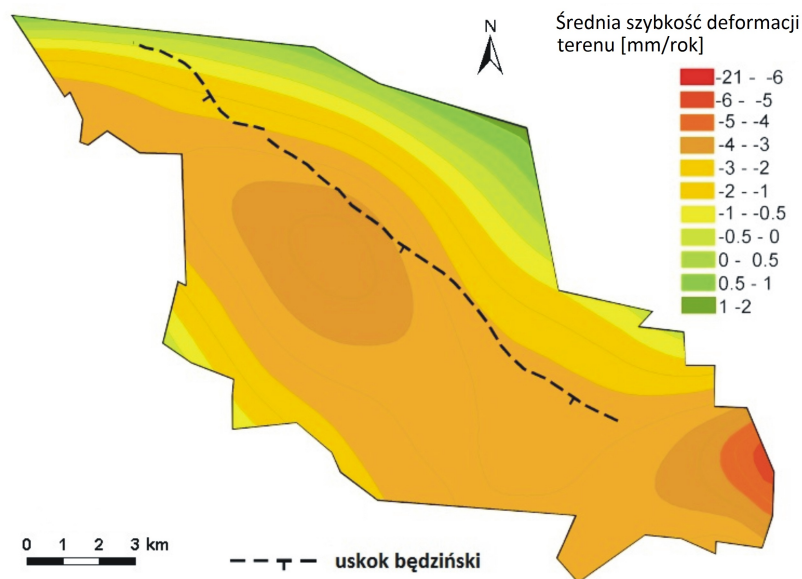 Średnia szybkość deformacji
terenu [mm/rok]
N
-21 - -6
-6 - -5
-5 - -4
-4 - -3
-3 - -2
-2 - -1
-1 - -0.5
-0.5 - 0
0 - 0.5
0.5 - 1
1 -2
0 1 2 3 km
uskok będziński